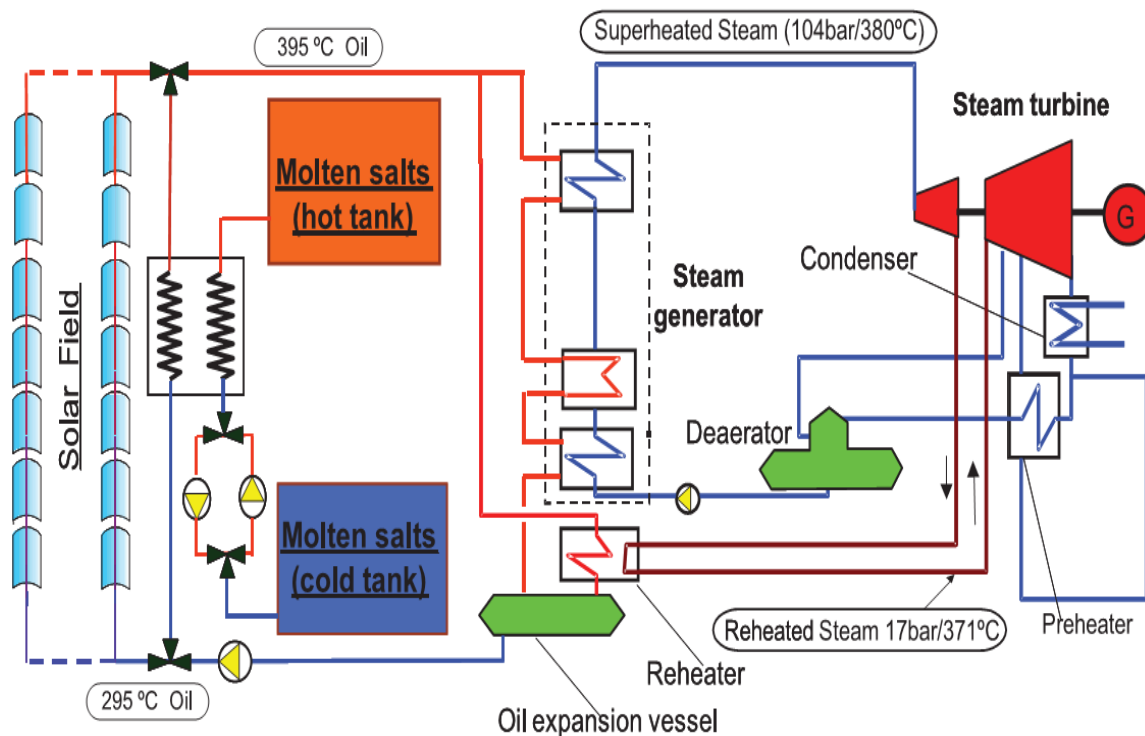 395 ºC Oil
Superheated Steam (104bar/380ºC)
Steam turbine
Molten salts
(hot tank)
G
Condenser
Steam
generator
Solar Field
Deaerator
Molten salts
(cold tank)
Reheated Steam 17bar/371ºC
Preheater
Reheater
295 ºC Oil
Oil expansion vessel